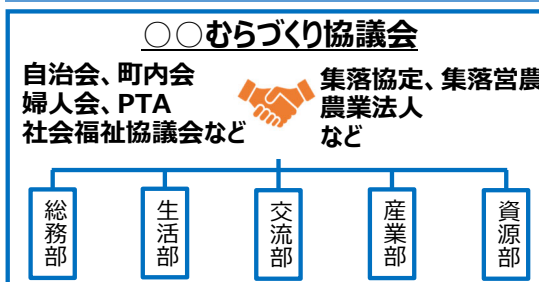 ○○むらづくり協議会
自治会、町内会
婦人会、PTA
社会福祉協議会など
集落協定、集落営農
農業法人
など
総務部
生活部
交流部
産業部
資源部